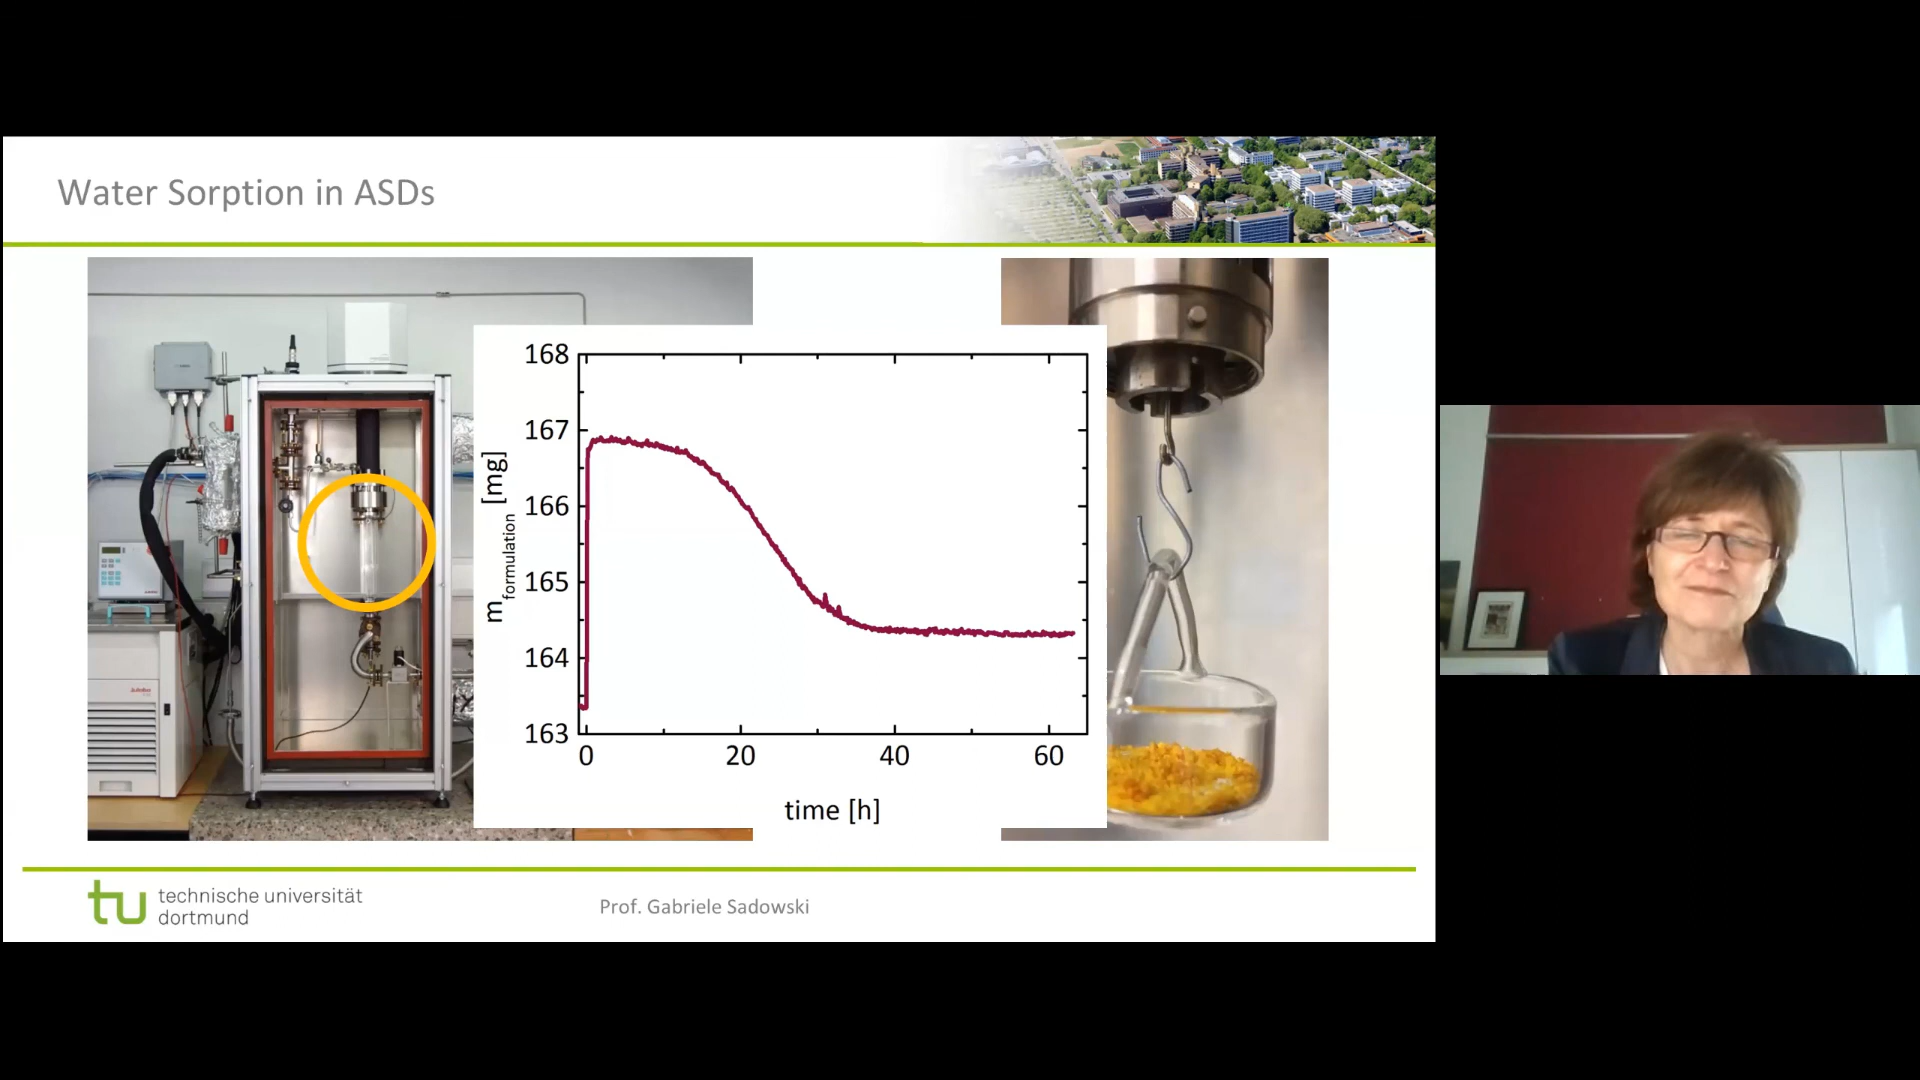 Water Sorption in ASDs
168
167
166
165
164
163
m formulation [mg]
0 20 40 60
time [h]
tu technische universität
dortmund
Prof. Gabriele Sadowski